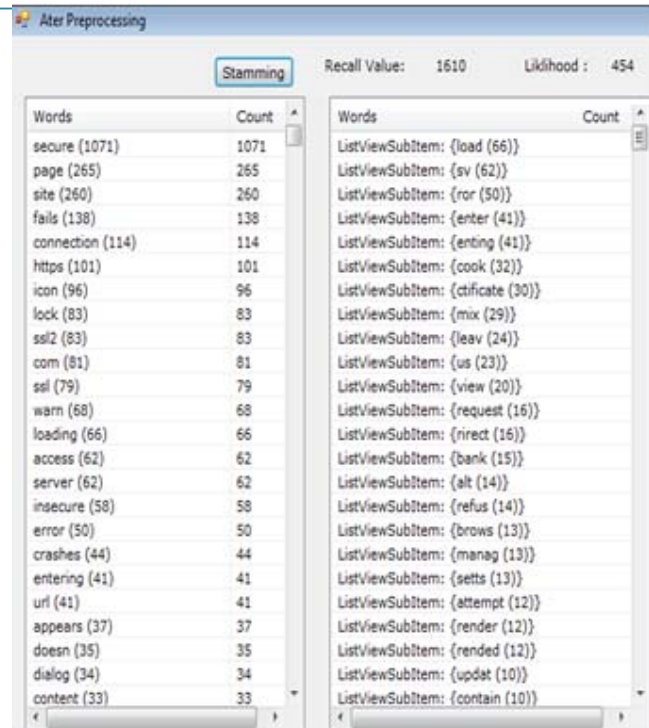 Ater Preprocessing
Stamming Recall Value: 1610 Liklihood : 454
Words Count
secure (1071) 1071
page (265) 265
site (260) 260
fails (138) 138
connection (114) 114
https (101) 101
icon (96) 96
lock (83) 83
ssl2 (83) 83
com (81) 81
ssl (79) 79
warn (68) 68
loading (66) 66
access (62) 62
server (62) 62
insecure (58) 58
error (50) 50
crashes (44) 44
entering (41) 41
url (41) 41
appears (37) 37
doesn (35) 35
dialog (34) 34
content (33) 33
Words Count
ListViewSubItem: {load (66)}
ListViewSubItem: {sv (62)}
ListViewSubItem: {ror (50)}
ListViewSubItem: {enter (41)}
ListViewSubItem: {enting (41)}
ListViewSubItem: {cook (32)}
ListViewSubItem: {ctificate (30)}
ListViewSubItem: {mix (29)}
ListViewSubItem: {leav (24)}
ListViewSubItem: {us (23)}
ListViewSubItem: {view (20)}
ListViewSubItem: {request (16)}
ListViewSubItem: {rirect (16)}
ListViewSubItem: {bank (15)}
ListViewSubItem: {alt (14)}
ListViewSubItem: {refus (14)}
ListViewSubItem: {brows (13)}
ListViewSubItem: {manag (13)}
ListViewSubItem: {setts (13)}
ListViewSubItem: {attempt (12)}
ListViewSubItem: {render (12)}
ListViewSubItem: {rended (12)}
ListViewSubItem: {updat (10)}
ListViewSubItem: {contain (10)}